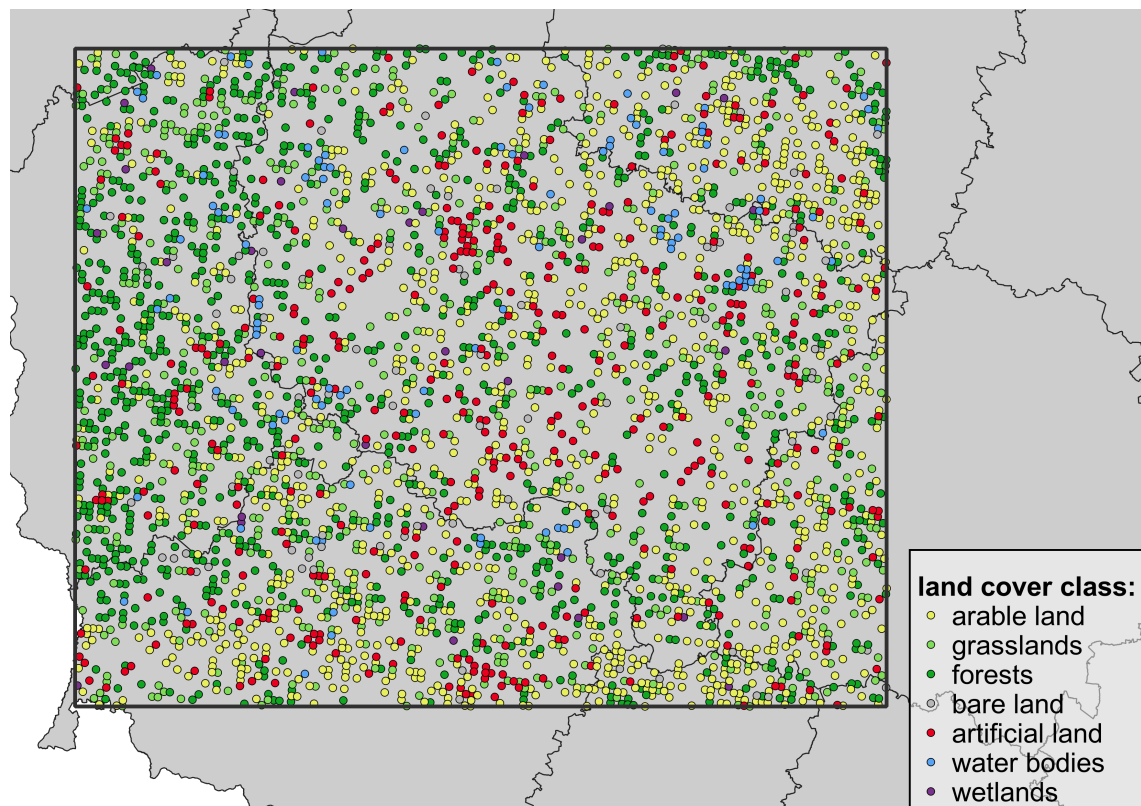 land cover class:
arable land
grasslands
forests
bare land
artificial land
water bodies
wetlands